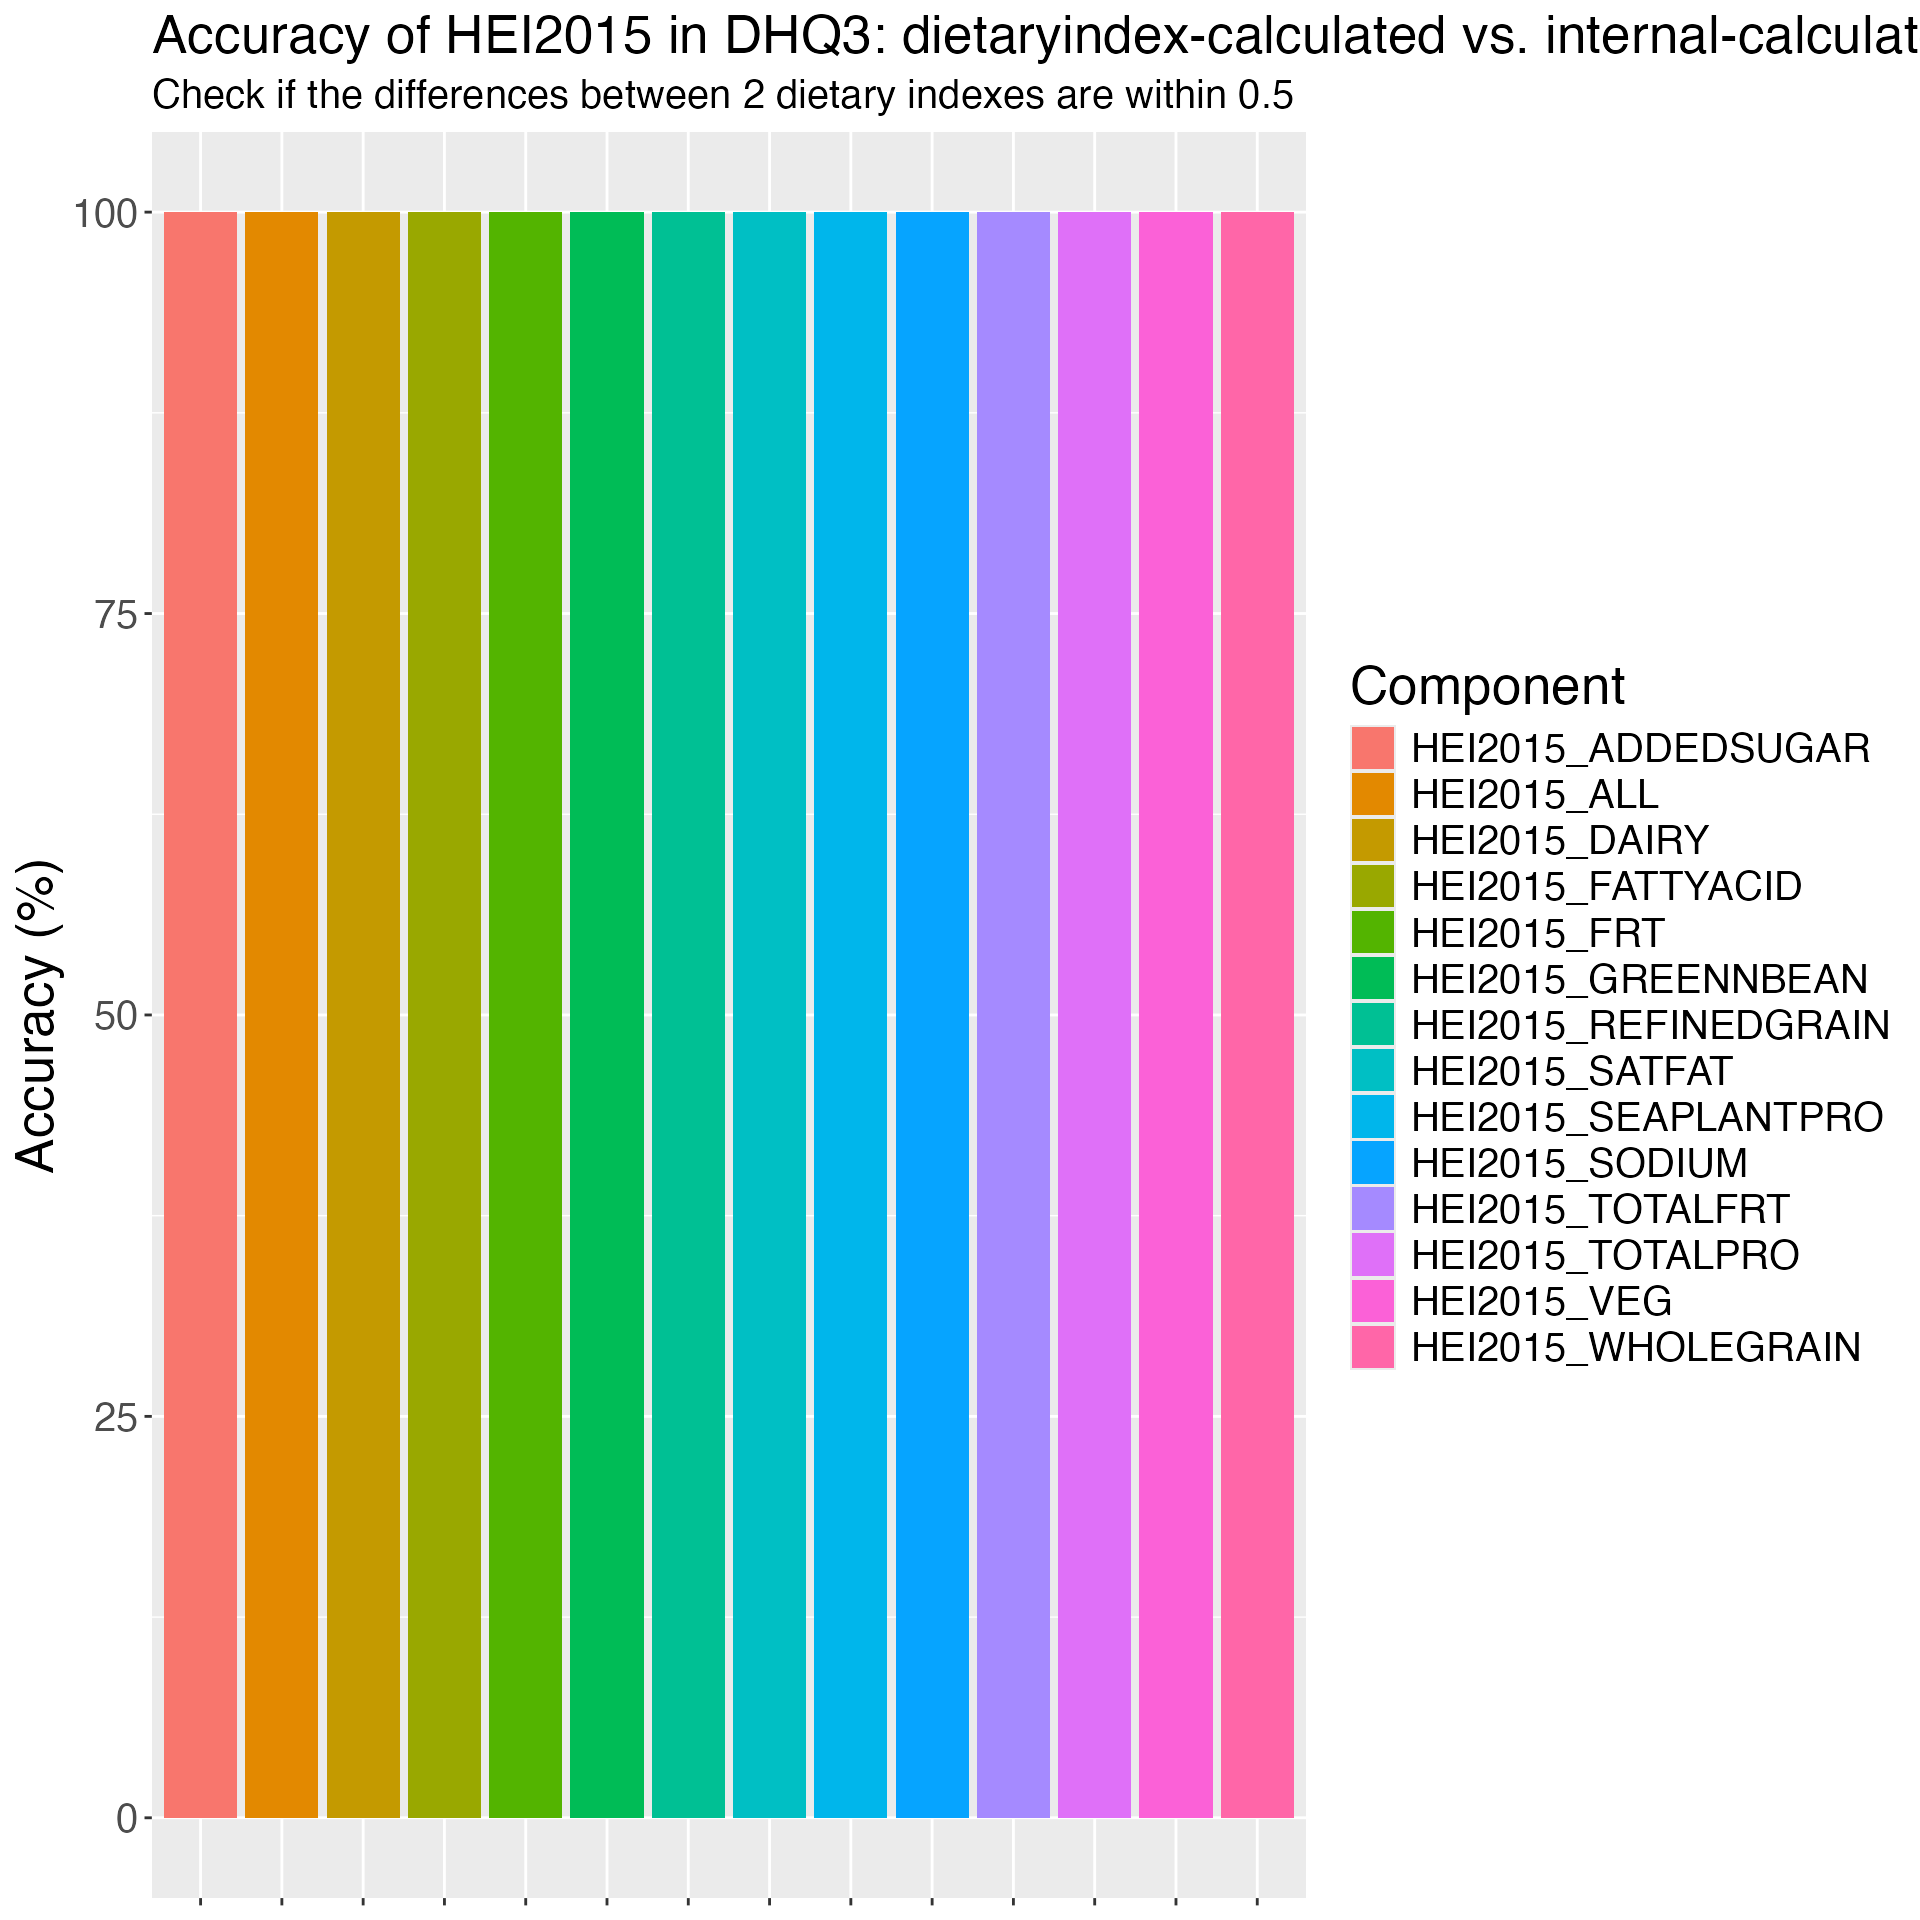 Accuracy of HEI2015 in DHQ3: dietaryindex-calculated vs. internal-calculat
Check if the differences between 2 dietary indexes are within 0.5
100
75
50
25
0
Accuracy (%)
Component
HEI2015_ADDEDSUGAR
HEI2015_ALL
HEI2015_DAIRY
HEI2015_FATTYACID
HEI2015_FRT
HEI2015_GREENNBEAN
HEI2015_REFINEDGRAIN
HEI2015_SATFAT
HEI2015_SEAPLANTPRO
HEI2015_SODIUM
HEI2015_TOTALFRT
HEI2015_TOTALPRO
HEI2015_VEG
HEI2015_WHOLEGRAIN